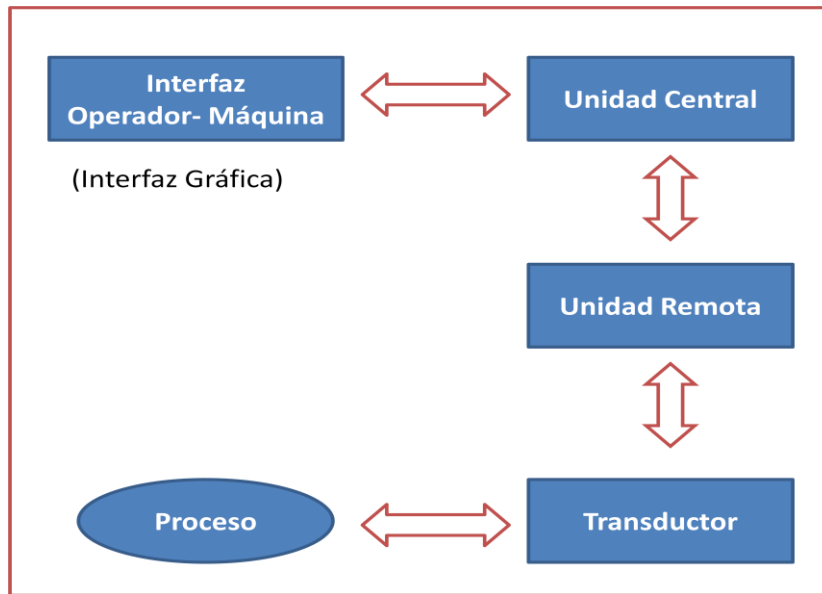 Interfaz
Operador- Máquina
Unidad Central
(Interfaz Gráfica)
Unidad Remota
Proceso
Transductor